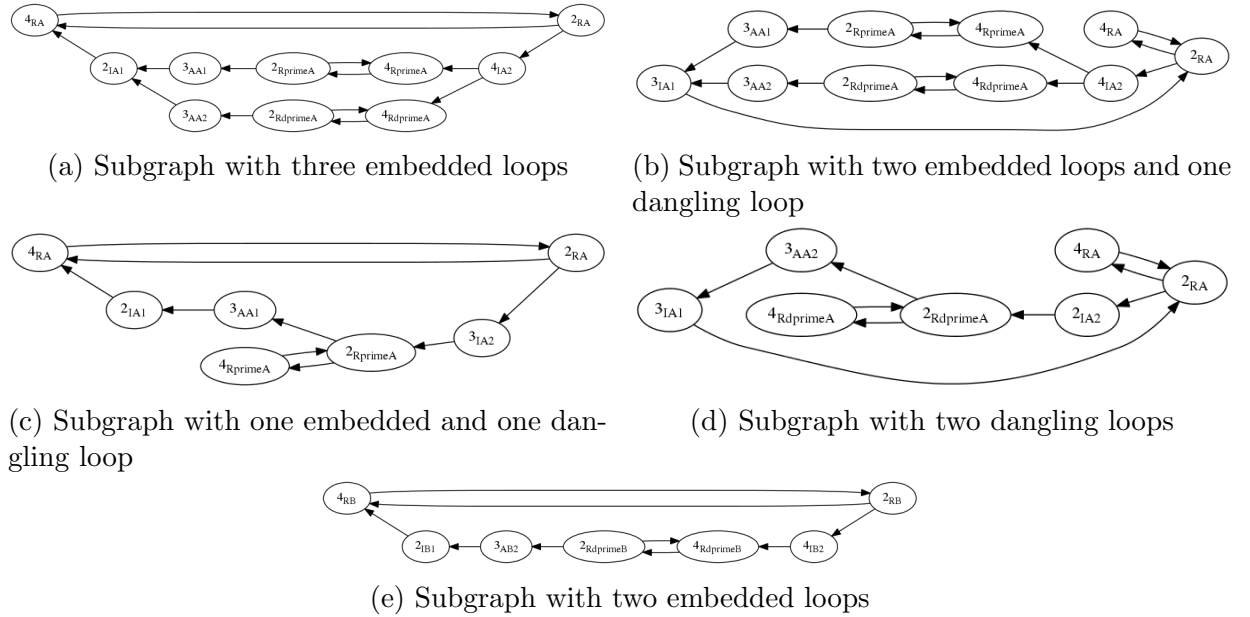 4RA 2RA
2IA1 3AA1 2RprimeA 4RprimeA 4IA2
3AA2 2RdprimeA 4RdprimeA
(a) Subgraph with three embedded loops
3AA1 2RprimeA 4RprimeA 4RA
2RA
3IA1 3AA2 2RdprimeA 4RdprimeA 4IA2
(b) Subgraph with two embedded loops and one
dangling loop
4RA 2RA
2IA1 3AA1
3IA2
4RprimeA 2RprimeA
(c) Subgraph with one embedded and one dan-
gling loop
3AA2 4RA
2RA
3IA1 4RdprimeA 2RdprimeA 2IA2
(d) Subgraph with two dangling loops
4RB 2RB
2IB1 3AB2 2RdprimeB 4RdprimeB 4IB2
(e) Subgraph with two embedded loops